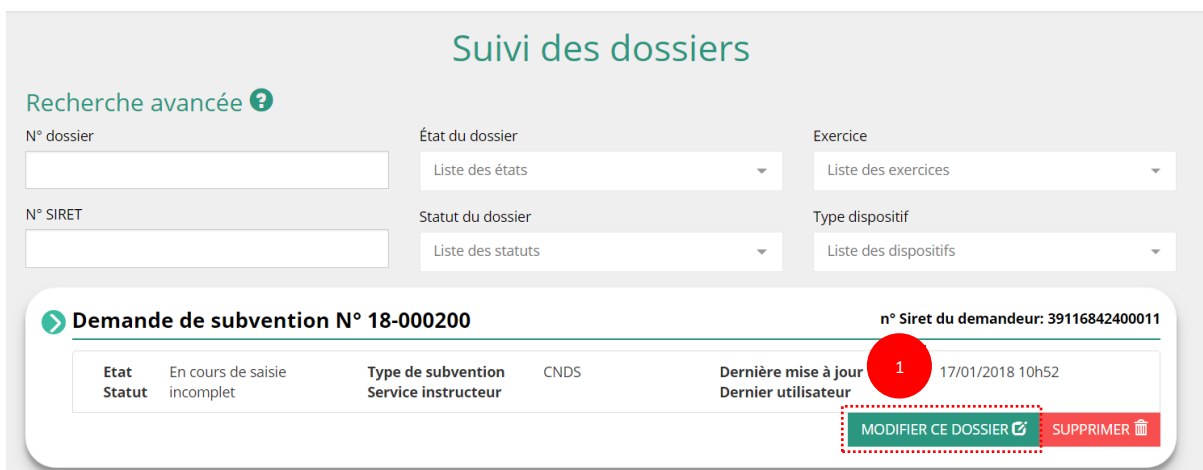 Suivi des dossiers
Recherche avancée ?
N° dossier
État du dossier
Exercice
Liste des états
Liste des exercices
N° SIRET
Statut du dossier
Type dispositif
Liste des statuts
Liste des dispositifs
Demande de subvention N° 18-000200
n° Siret du demandeur: 39116842400011
Etat En cours de saisie Type de subvention CNDS Dernière mise à jour 1 17/01/2018 10h52
Statut incomplet Service instructeur Dernier utilisateur
MODIFIER CE DOSSIER SUPPRIMER